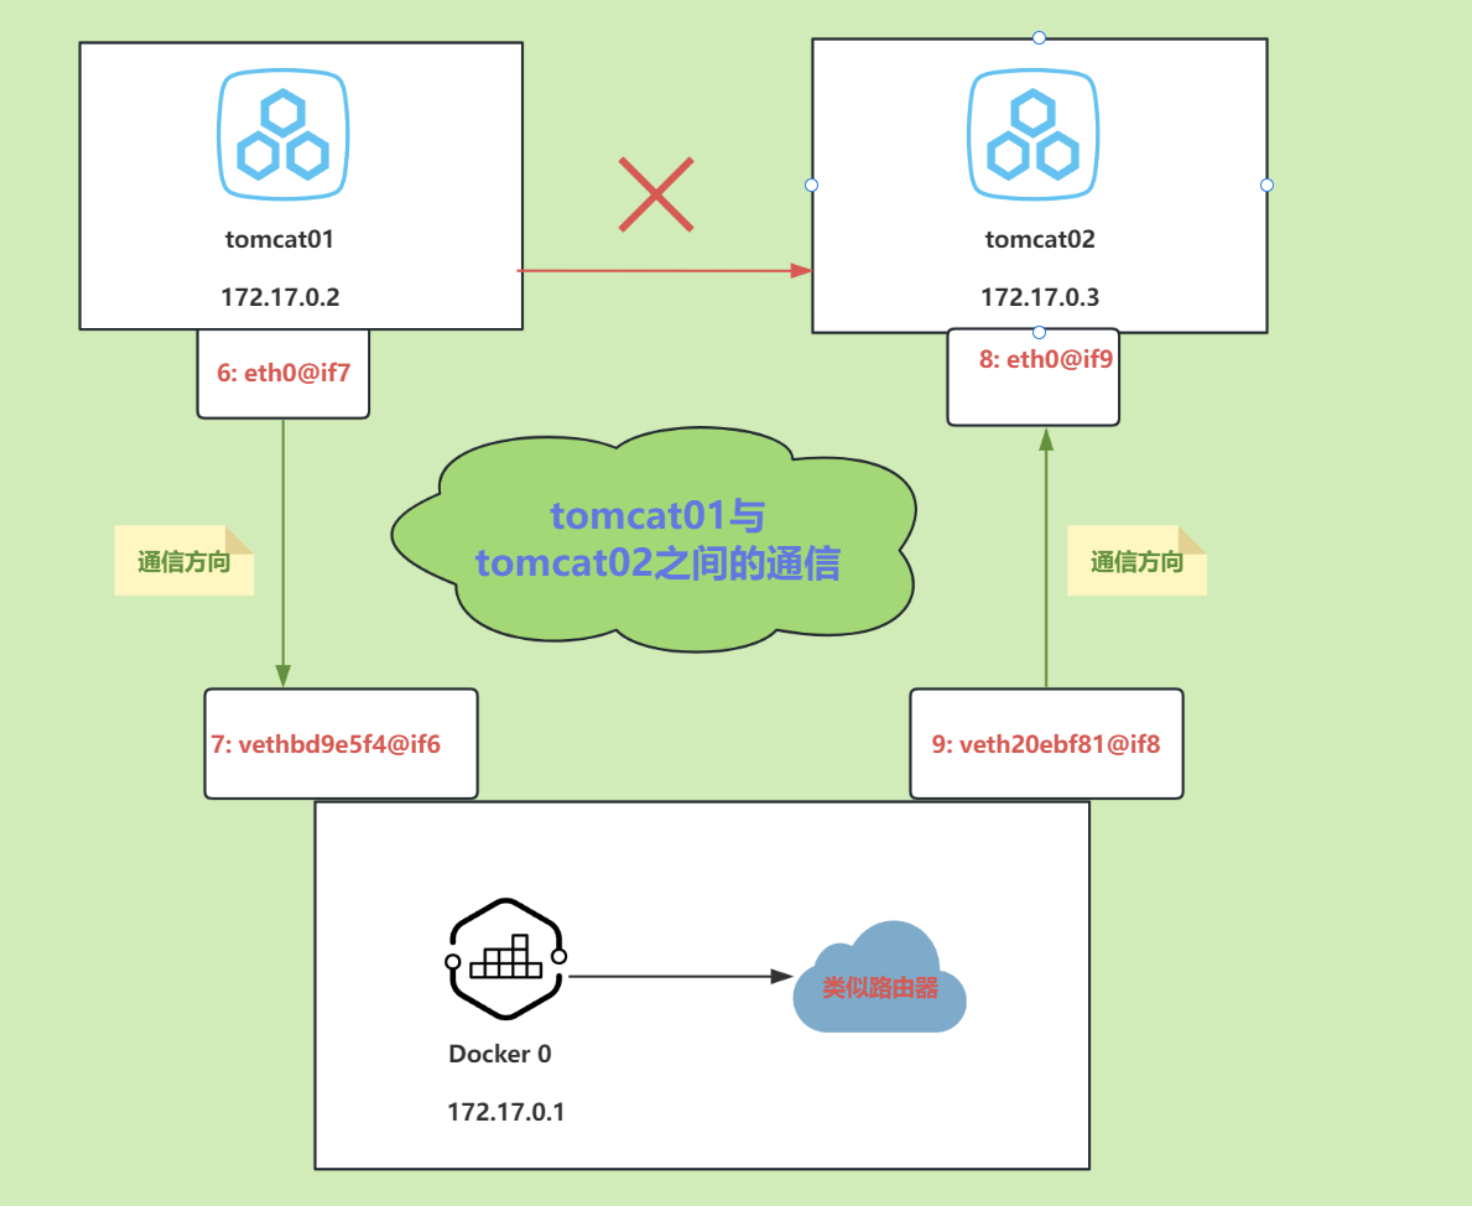 tomcat01
172.17.0.2
6: eth0@if7
tomcat02
172.17.0.3
8: eth0@if9
tomcat01与
tomcat02之间的通信
通信方向
通信方向
7: vethbd9e5f4@if6
9: veth20ebf81@if8
类似路由器
Docker 0
172.17.0.1